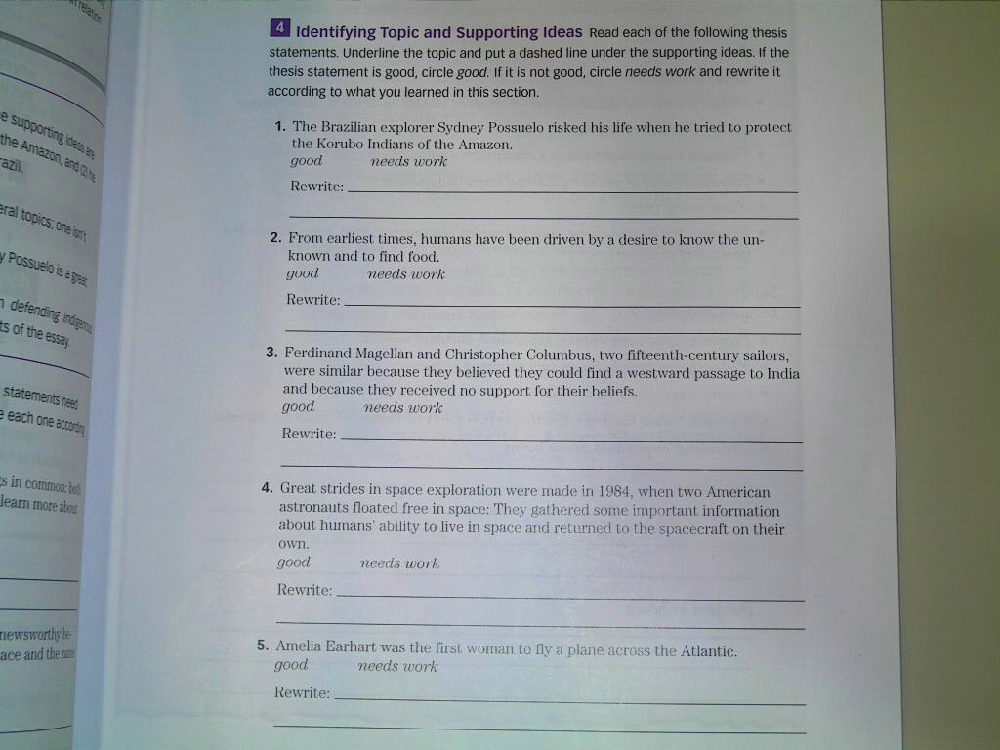 in relation
e supporting ideas are
the Amazon, and (2) he
razil.
eral topics; one isn't
y Possuelo is a great
n defending indigenous
ts of the essay.
statements need
e each one according
s in common: both
learn more about
newsworthy be-
ace and the
4 Identifying Topic and Supporting Ideas Read each of the following thesis
statements. Underline the topic and put a dashed line under the supporting ideas. If the
thesis statement is good, circle good. If it is not good, circle needs work and rewrite it
according to what you learned in this section.
1. The Brazilian explorer Sydney Possuelo risked his life when he tried to protect
the Korubo Indians of the Amazon.
good needs work
Rewrite:
2. From earliest times, humans have been driven by a desire to know the un-
known and to find food.
good needs work
Rewrite:
3. Ferdinand Magellan and Christopher Columbus, two fifteenth-century sailors,
were similar because they believed they could find a westward passage to India
and because they received no support for their beliefs.
good needs work
Rewrite:
4. Great strides in space exploration were made in 1984, when two American
astronauts floated free in space: They gathered some important information
about humans' ability to live in space and returned to the spacecraft on their
own.
good needs work
Rewrite:
5. Amelia Earhart was the first woman to fly a plane across the Atlantic.
good needs work
Rewrite: